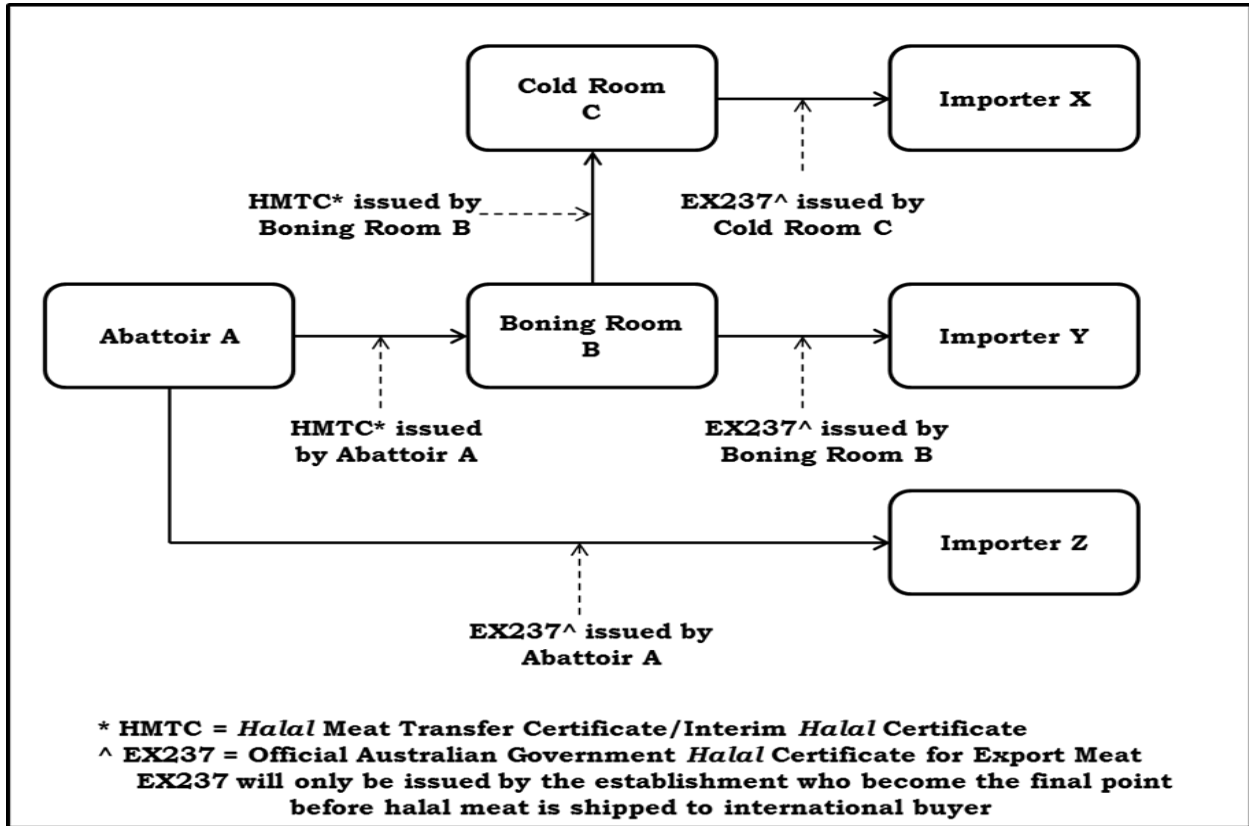 Cold Room
C
Importer X
HMTC* issued by
Boning Room B
EX237^ issued by
Cold Room C
Abattoir A
Boning Room
B
Importer Y
HMTC* issued
by Abattoir A
EX237^ issued by
Boning Room B
Importer Z
EX237^ issued by
Abattoir A
* HMTC = Halal Meat Transfer Certificate/Interim Halal Certificate
^ EX237 = Official Australian Government Halal Certificate for Export Meat
EX237 will only be issued by the establishment who become the final point
before halal meat is shipped to international buyer